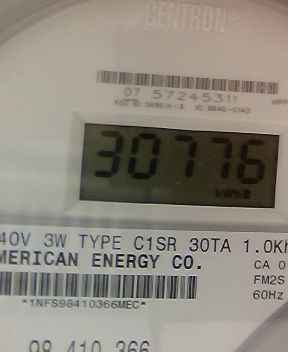 CENTRON®
07 57245311
30776
kWh
40V 3W TYPE C1SR 30TA 1.0Kh
MERICAN ENERGY CO.
CA 0
FM2S
60Hz
*1NFS98410366MEC*
98 410 366